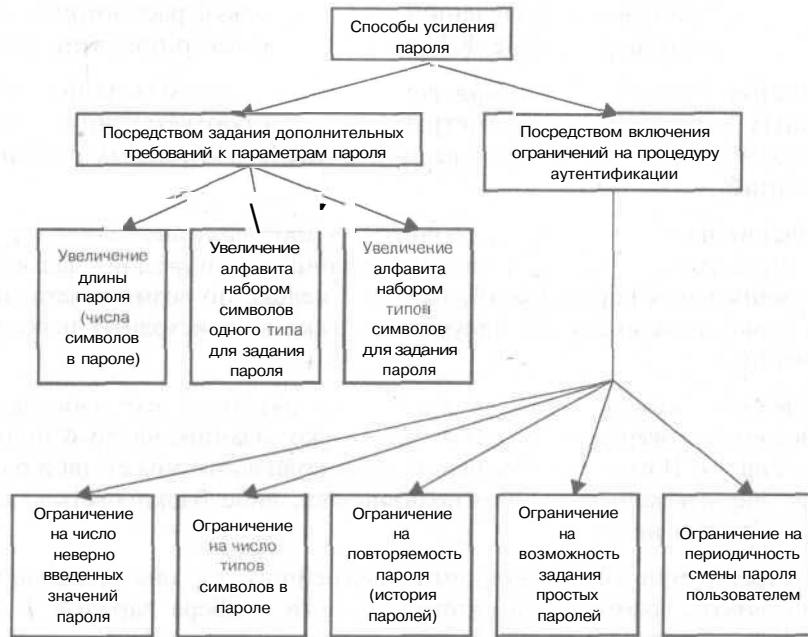 Способы усиления
пароля
Посредством задания дополнительных
требований к параметрам пароля
Посредством включения
ограничений на процедуру
аутентификации
Увеличение
длины
пароля
(числа
символов
в пароле)
Увеличение
алфавита
набором
символов
одного типа
для задания
пароля
Увеличение
алфавита
набором
типов
символов
для задания
пароля
Ограничение
на число
неверно
введенных
значений
пароля
Ограничение
на число
типов
символов в
пароле
Ограничение
на
повторяемость
пароля
(история
паролей)
Ограничение
на
возможность
задания
простых
паролей
Ограничение на
периодичность
смены пароля
пользователем